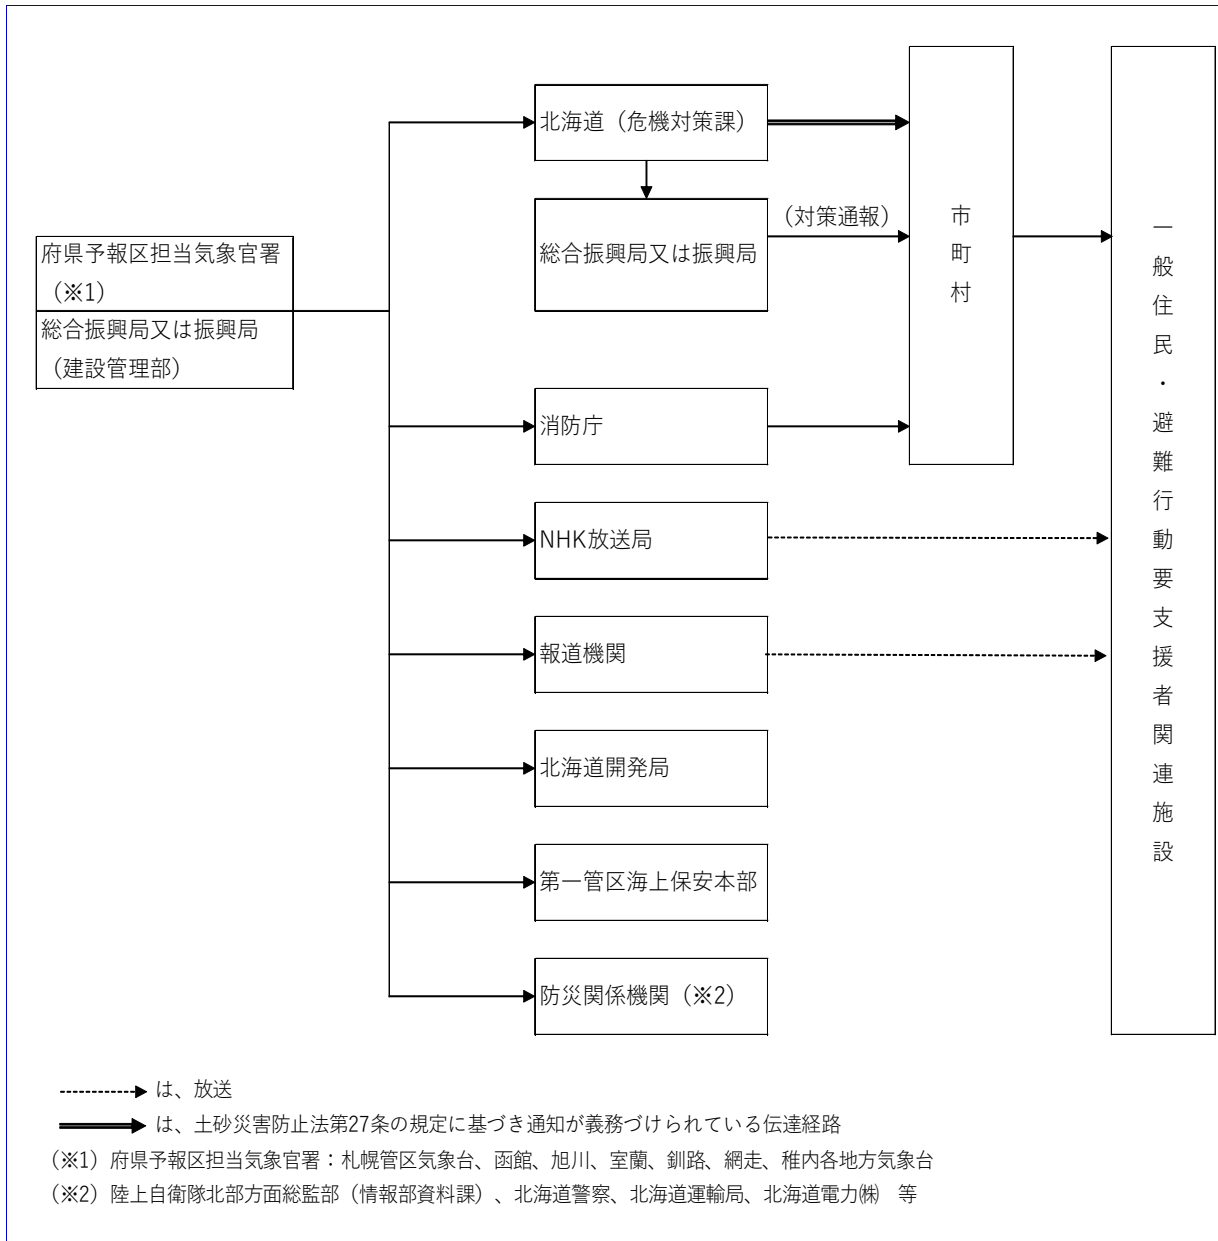 北海道（危機対策課）
（対策通報）
総合振興局又は振興局
府県予報区担当気象官署
（※1）
総合振興局又は振興局
（建設管理部）
市町村
一般住民・避難行動要支援者関連施設
消防庁
NHK放送局
報道機関
北海道開発局
第一管区海上保安本部
防災関係機関（※2）
は、放送
は、土砂災害防止法第27条の規定に基づき通知が義務づけられている伝達経路
（※1）府県予報区担当気象官署：札幌管区気象台、函館、旭川、室蘭、釧路、網走、稚内各地方気象台
（※2）陸上自衛隊北部方面総監部（情報部資料課）、北海道警察、北海道運輸局、北海道電力㈱　等